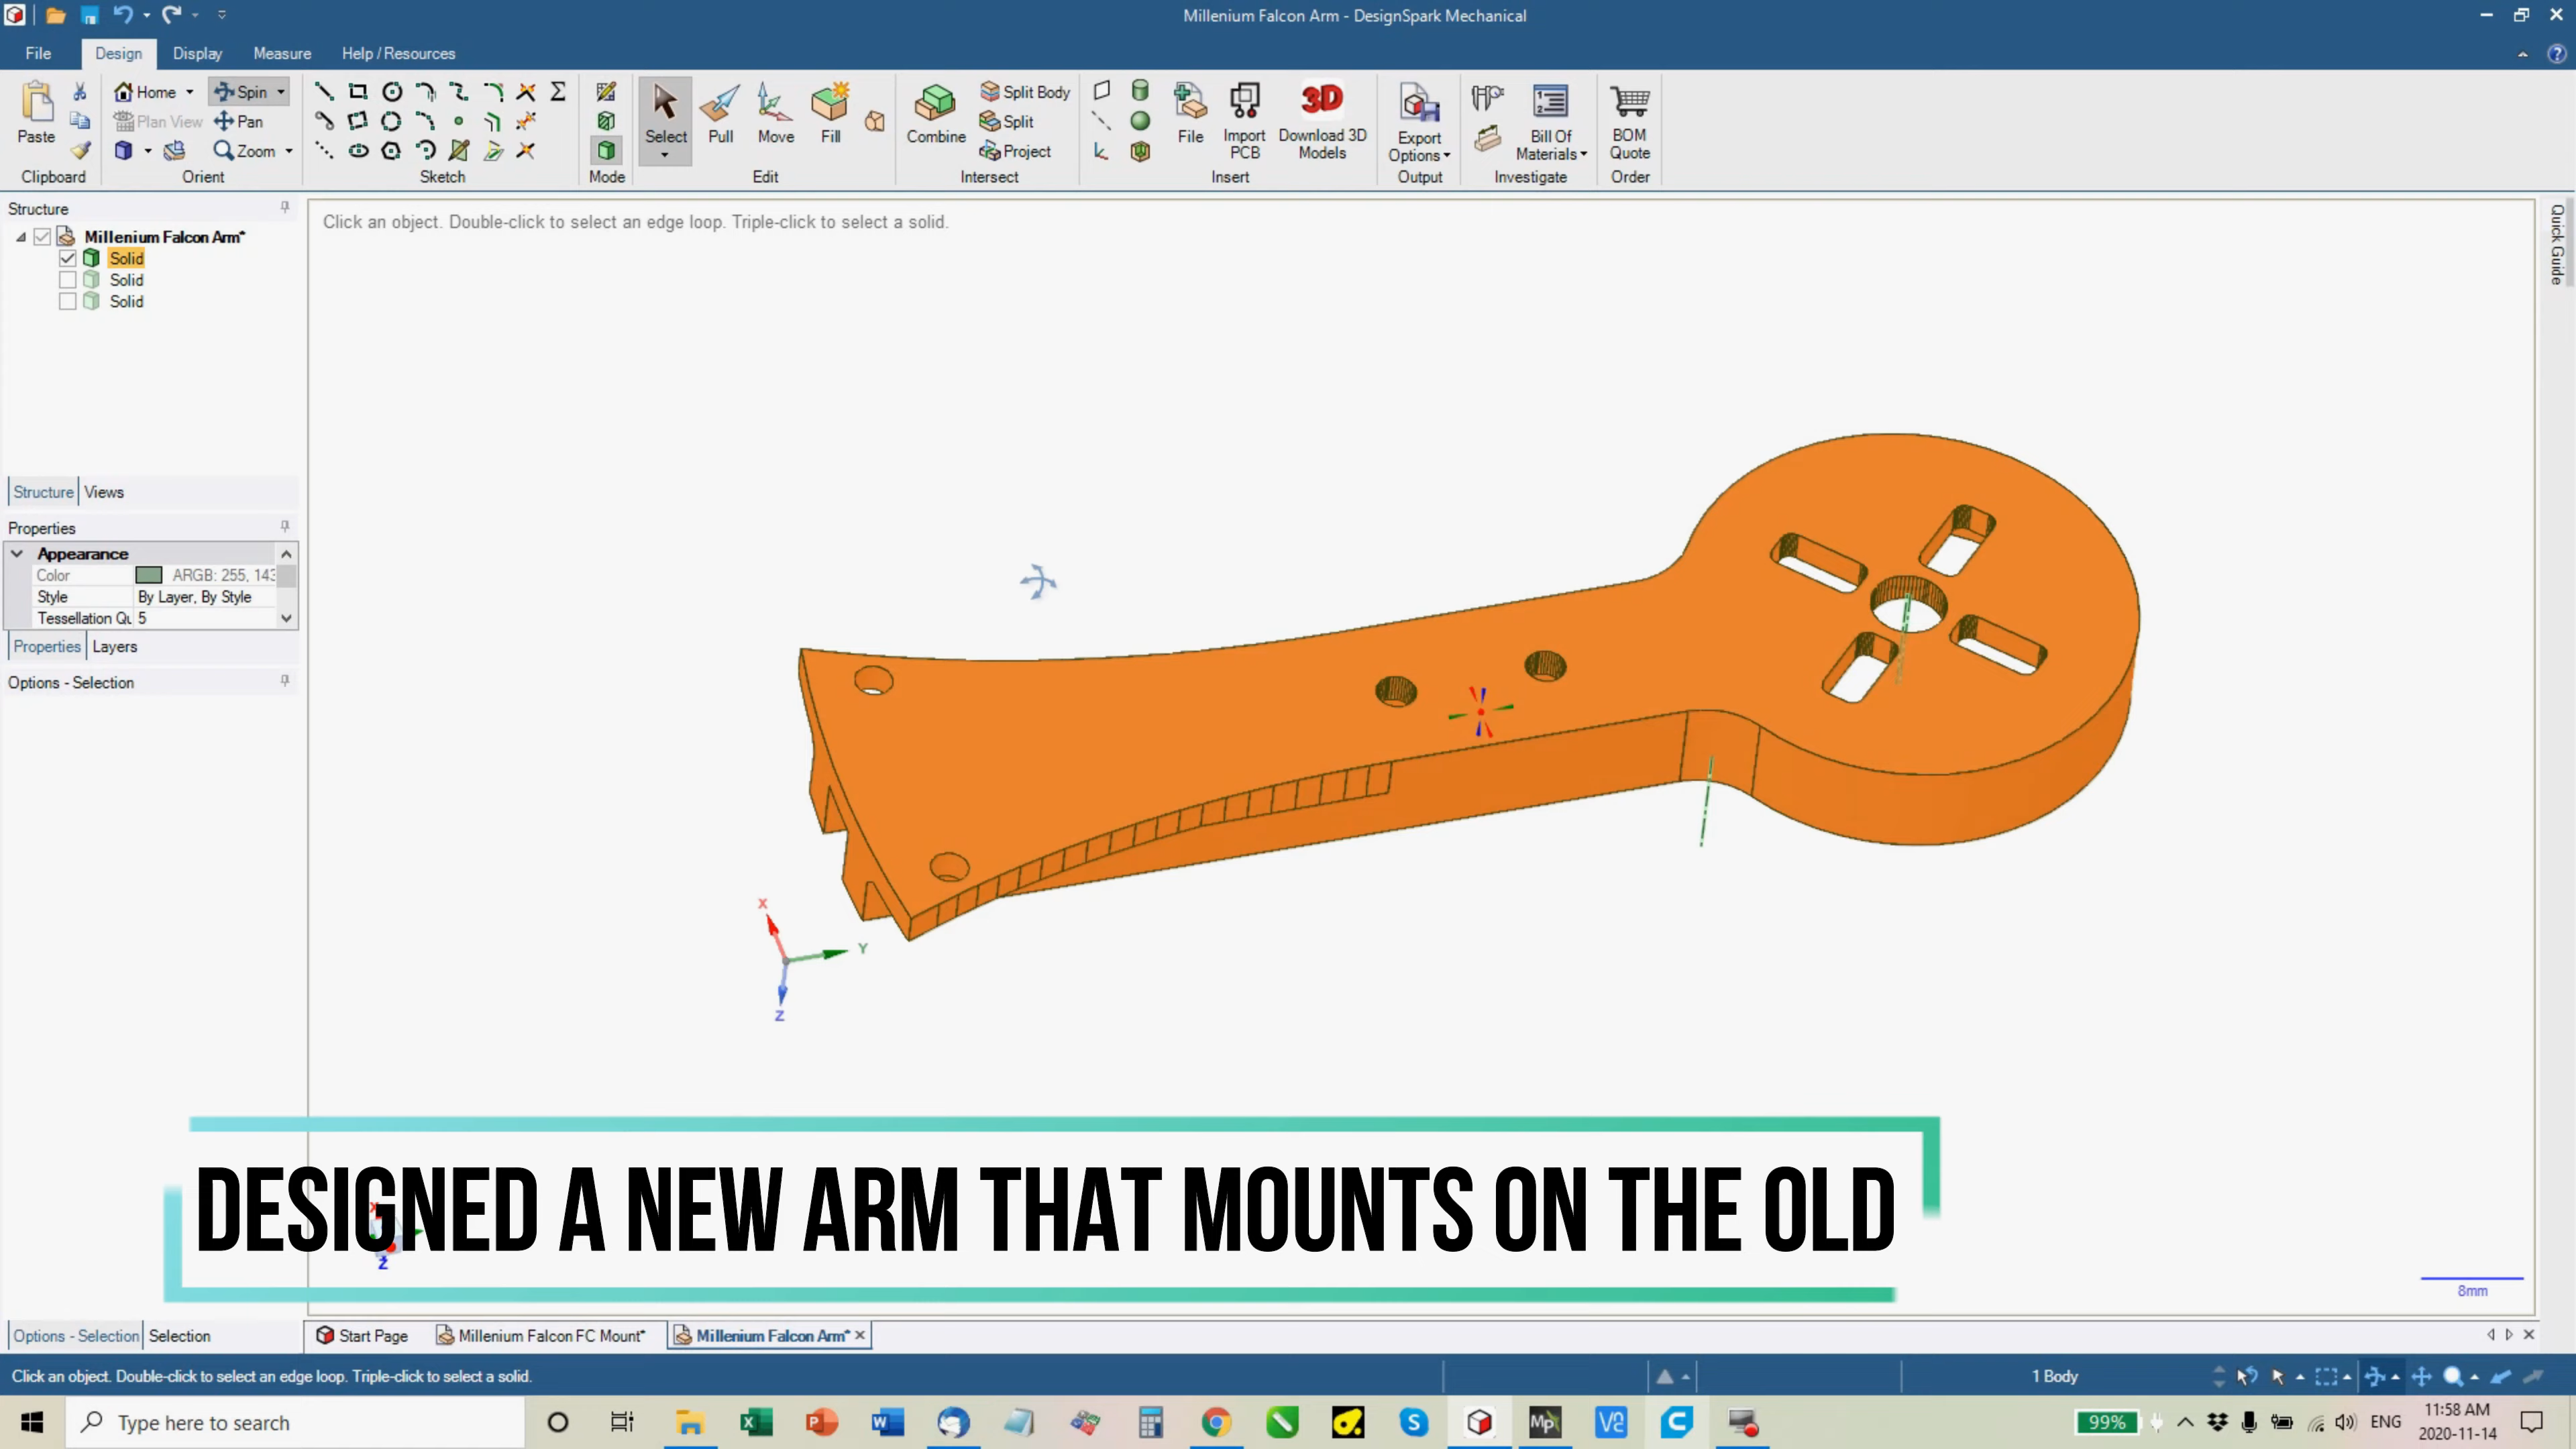 Millenium Falcon Arm - DesignSpark Mechanical
File Design Display Measure Help / Resources
Paste
Home Spin
Plan View Pan
Zoom
Select Pull Move Fill
Combine
Split Body
Split
Project
File Import PCB Download 3D Models
3D
Export Options
Bill Of Materials
BOM Quote
Clipboard Orient Sketch Mode Edit Intersect Insert Output Investigate Order
Structure
Millenium Falcon Arm*
Solid
Solid
Solid
Structure Views
Properties
Appearance
Color ARGB: 255, 143
Style By Layer, By Style
Tessellation Qu 5
Properties Layers
Options - Selection
Click an object. Double-click to select an edge loop. Triple-click to select a solid.
Quick Guide
X
Y
Z
DESIGNED A NEW ARM THAT MOUNTS ON THE OLD
X
Z
8mm
Options - Selection Selection
Start Page Millenium Falcon FC Mount* Millenium Falcon Arm*
Click an object. Double-click to select an edge loop. Triple-click to select a solid.
1 Body
Type here to search
99%
ENG
11:58 AM
2020-11-14